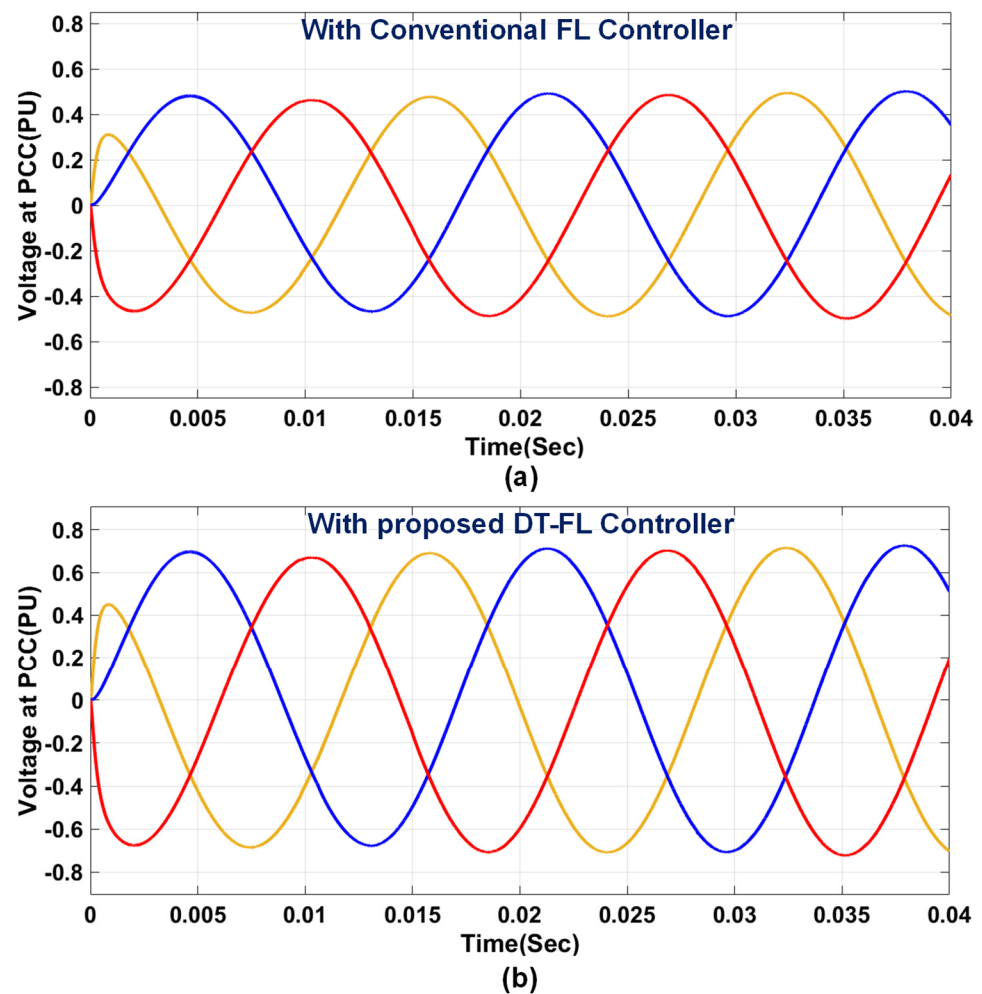 With Conventional FL Controller
Voltage at PCC(PU)
0.8
0.6
0.4
0.2
0
-0.2
-0.4
-0.6
-0.8
0 0.005 0.01 0.015 0.02 0.025 0.03 0.035 0.04
Time(Sec)
(a)
With proposed DT-FL Controller
Voltage at PCC(PU)
0.8
0.6
0.4
0.2
0
-0.2
-0.4
-0.6
-0.8
0 0.005 0.01 0.015 0.02 0.025 0.03 0.035 0.04
Time(Sec)
(b)